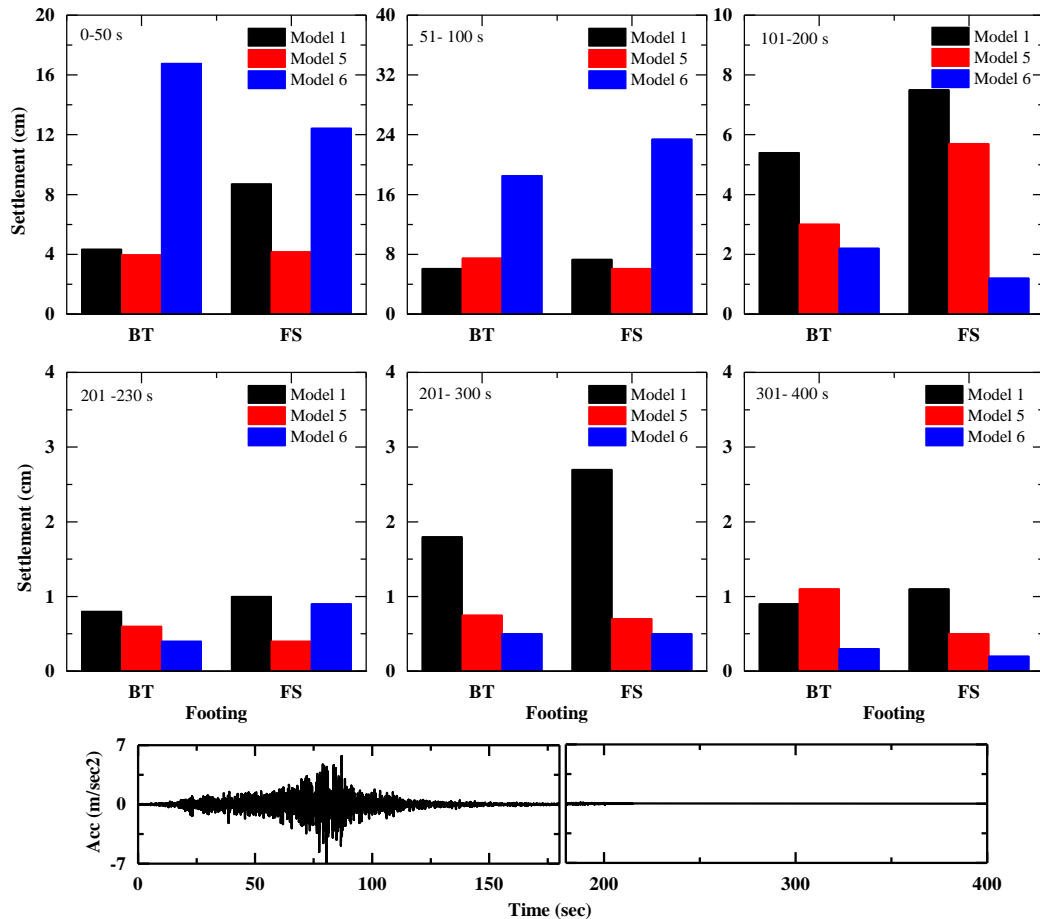 0-50 s
Model 1
Model 5
Model 6
20
16
12
8
4
0
Settlement (cm)
BT
FS
51- 100 s
Model 1
Model 5
Model 6
40
32
24
16
8
0
BT
FS
101-200 s
Model 1
Model 5
Model 6
10
8
6
4
2
0
BT
FS
201 -230 s
Model 1
Model 5
Model 6
4
3
2
1
0
Settlement (cm)
BT
FS
Footing
201- 300 s
Model 1
Model 5
Model 6
4
3
2
1
0
BT
FS
301- 400 s
Model 1
Model 5
Model 6
4
3
2
1
0
BT
FS
Footing
Acc (m/sec2)
7
0
-7
0
50
100
150
200
300
400
Time (sec)